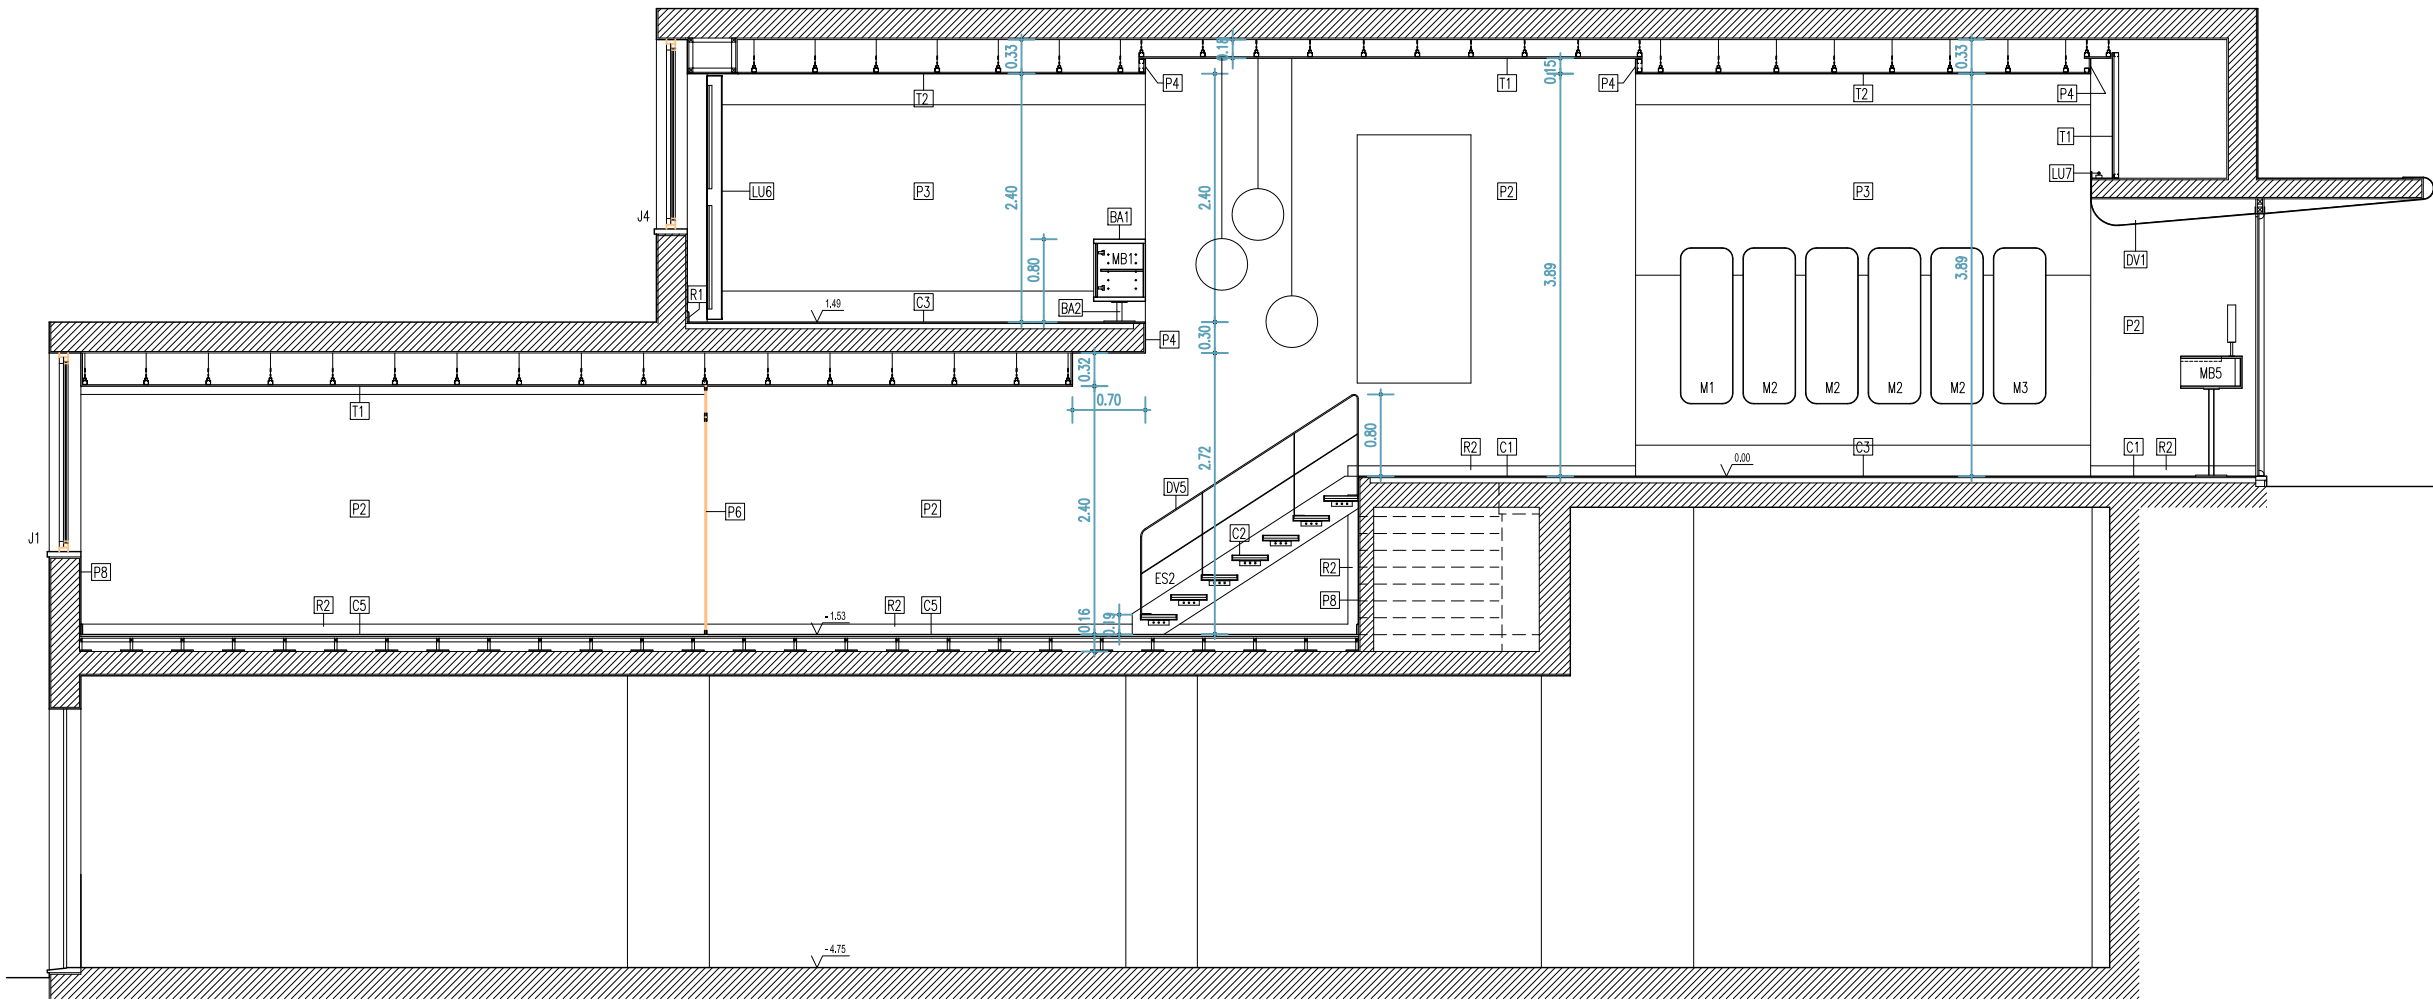 0.33
0.18
0.33
0.15
P4
T1
P4
T2
T2
P4
T1
LU7
LU6
P3
2.40
2.40
P2
P3
J4
BA1
MB1
0.80
DV1
3.89
3.89
R1
C3
1.49
BA2
P2
0.30
P4
0.32
MB5
M1
M2
M2
M2
M2
M3
0.70
T1
0.80
2.72
R2
C1
0.00
C3
C1
R2
DV5
P2
P6
P2
2.40
J1
C2
P8
ES2
R2
P8
R2
C5
R2
C5
-1.53
0.16
0.19
-4.75